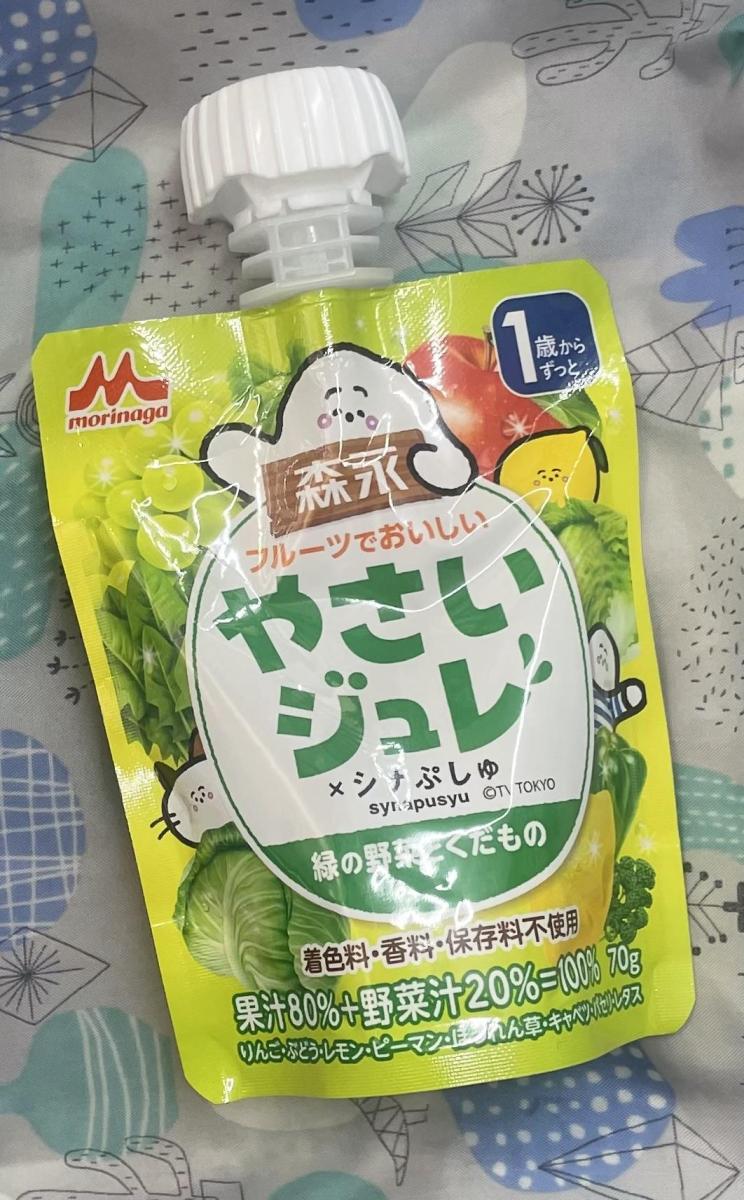 morinaga
1歳から
ずっと
森永
フルーツでおいしい
やさい
ジュレ
×シナぷしゅ
synapusyu ©TV TOKYO
緑の野菜とくだもの
着色料・香料・保存料不使用
果汁80%+野菜汁20%=100% 70g
りんご・ぶどう・レモン・ピーマン・ほうれん草・キャベツ・パセリ・レタス